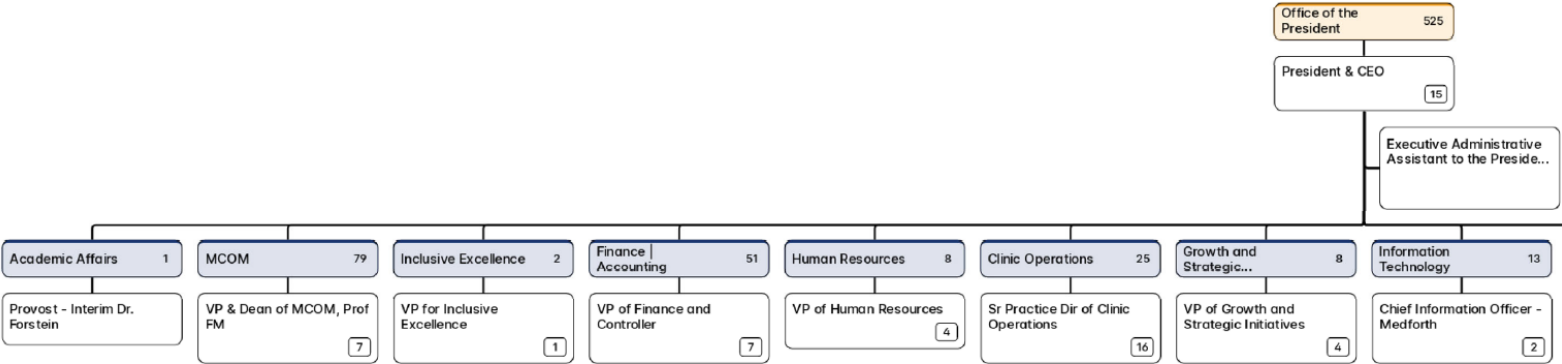 Office of the
President
525
President & CEO
15
Executive Administrative
Assistant to the Preside...
Academic Affairs 1
Provost - Interim Dr.
Forstein
MCOM 79
VP & Dean of MCOM, Prof
FM
7
Inclusive Excellence 2
VP for Inclusive
Excellence
1
Finance |
Accounting
51
VP of Finance and
Controller
7
Human Resources 8
VP of Human Resources
4
Clinic Operations 25
Sr Practice Dir of Clinic
Operations
16
Growth and
Strategic...
8
VP of Growth and
Strategic Initiatives
4
Information
Technology
13
Chief Information Officer -
Medforth
2